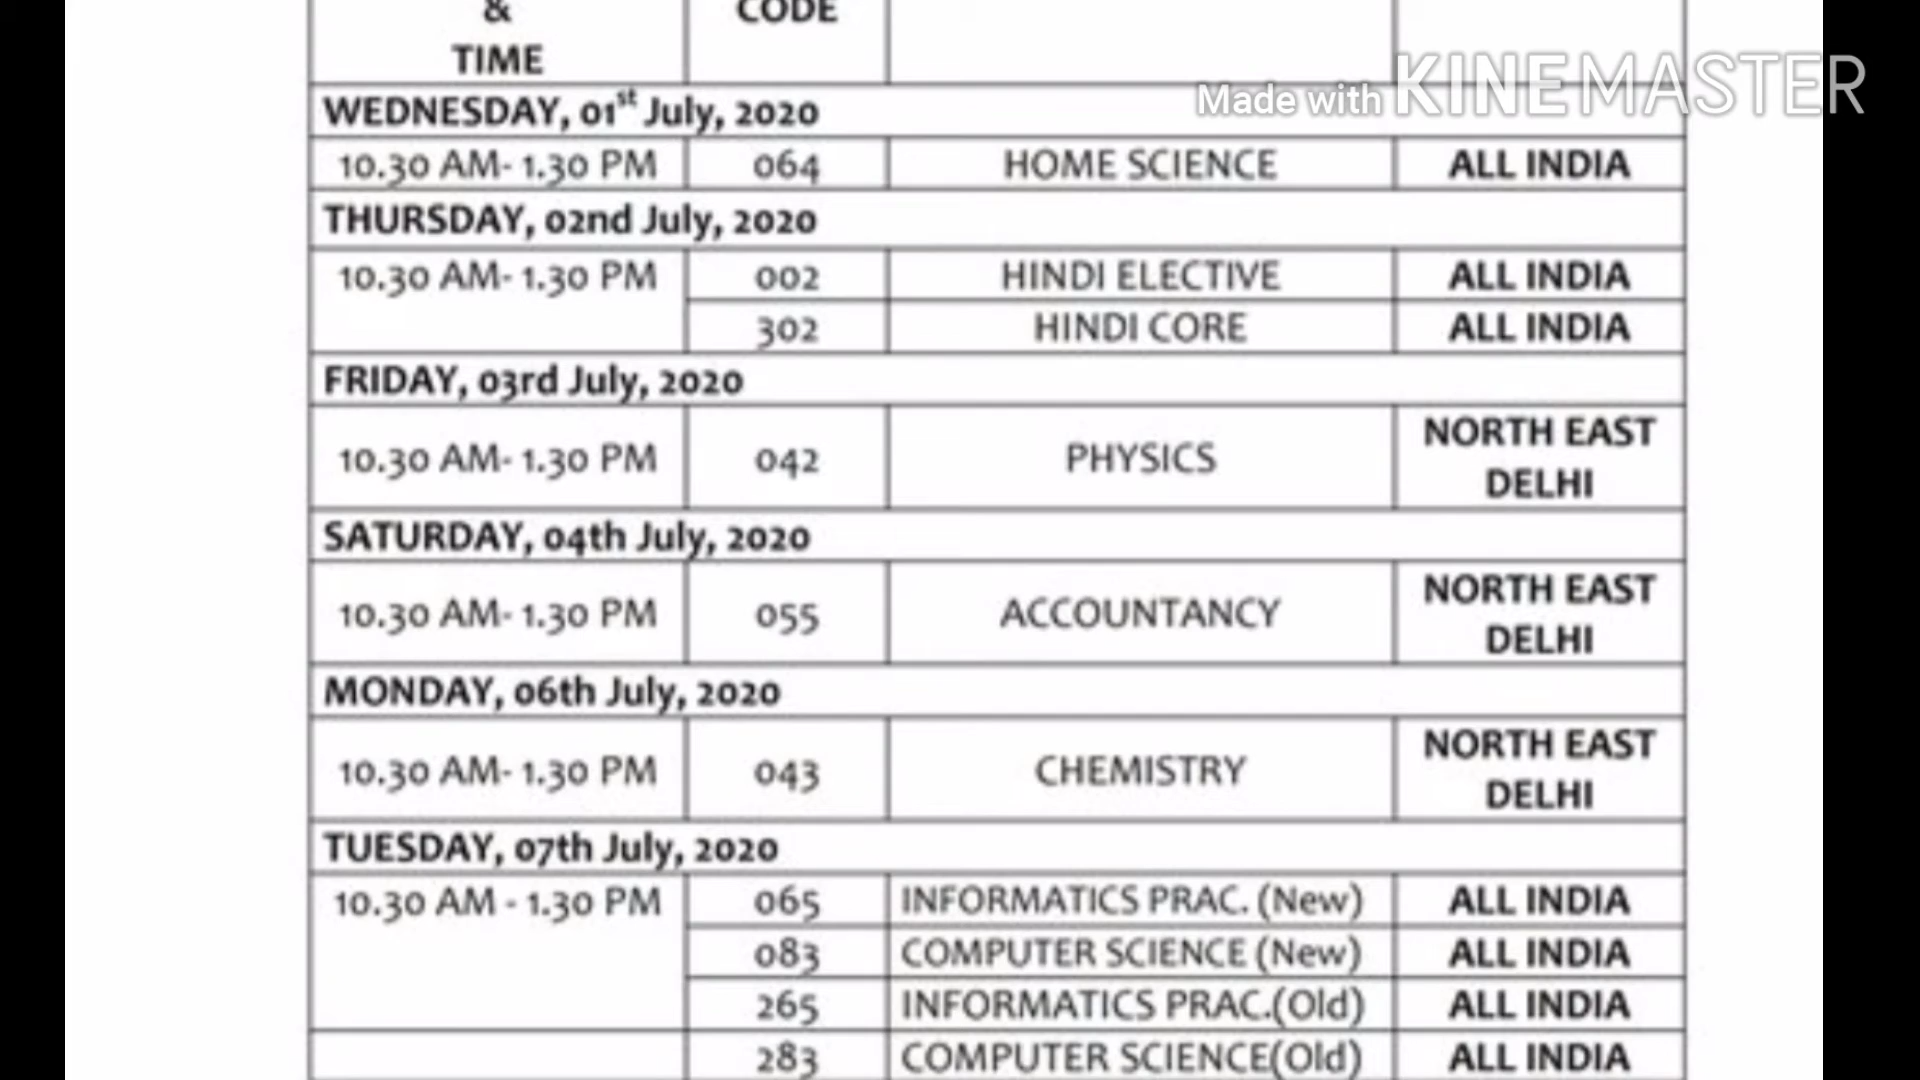 &
TIME
CODE
Made with KINEMASTER
WEDNESDAY, 01st July, 2020
10.30 AM- 1.30 PM 064 HOME SCIENCE ALL INDIA
THURSDAY, 02nd July, 2020
10.30 AM- 1.30 PM 002 HINDI ELECTIVE ALL INDIA
302 HINDI CORE ALL INDIA
FRIDAY, 03rd July, 2020
10.30 AM- 1.30 PM 042 PHYSICS NORTH EAST
DELHI
SATURDAY, 04th July, 2020
10.30 AM- 1.30 PM 055 ACCOUNTANCY NORTH EAST
DELHI
MONDAY, 06th July, 2020
10.30 AM- 1.30 PM 043 CHEMISTRY NORTH EAST
DELHI
TUESDAY, 07th July, 2020
10.30 AM - 1.30 PM 065 INFORMATICS PRAC. (New) ALL INDIA
083 COMPUTER SCIENCE (New) ALL INDIA
265 INFORMATICS PRAC.(Old) ALL INDIA
283 COMPUTER SCIENCE(Old) ALL INDIA